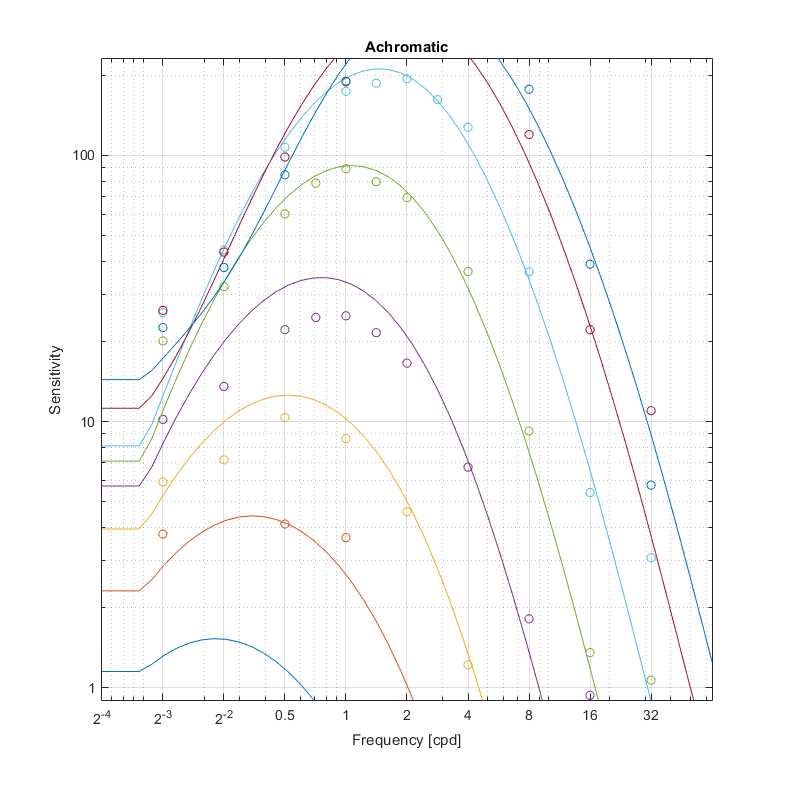 Achromatic
Sensitivity
100
10
1
2^-4 2^-3 2^-2 0.5 1 2 4 8 16 32
Frequency [cpd]